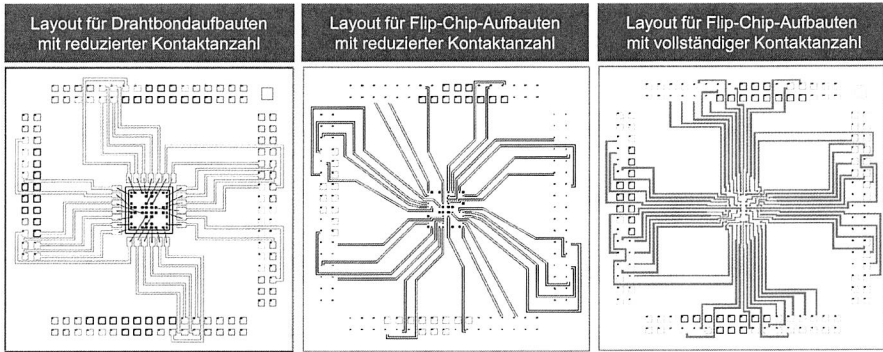 Layout für Drahtbondaufbauten
mit reduzierter Kontaktanzahl
Layout für Flip-Chip-Aufbauten
mit reduzierter Kontaktanzahl
Layout für Flip-Chip-Aufbauten
mit vollständiger Kontaktanzahl